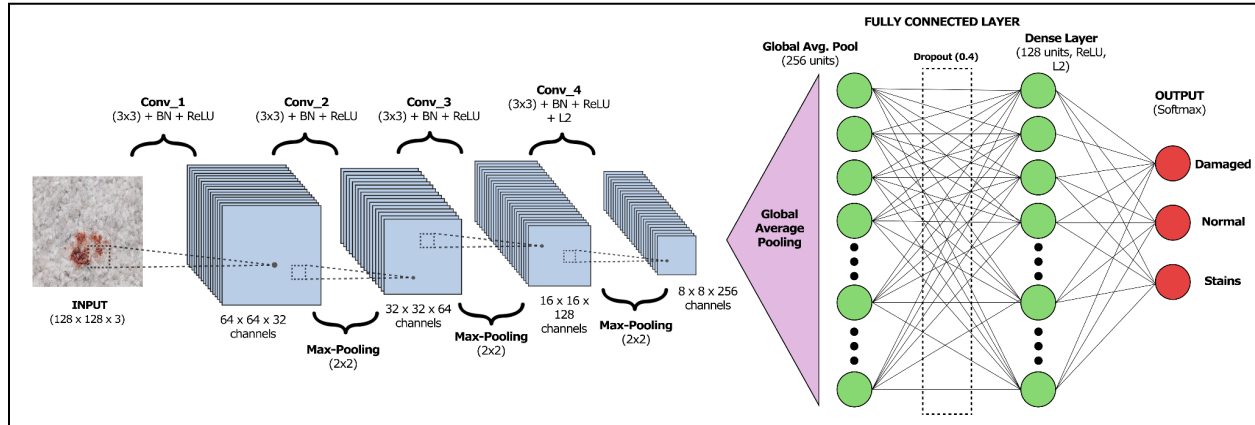 FULLY CONNECTED LAYER
Global Avg. Pool
(256 units)
Dropout (0.4)
Dense Layer
(128 units, ReLU,
L2)
OUTPUT
(Softmax)
Conv_1
(3x3) + BN + ReLU
Conv_2
(3x3) + BN + ReLU
Conv_3
(3x3) + BN + ReLU
Conv_4
(3x3) + BN + ReLU
+ L2
INPUT
(128 x 128 x 3)
64 x 64 x 32
channels
Max-Pooling
(2x2)
32 x 32 x 64
channels
Max-Pooling
(2x2)
16 x 16 x
128
channels
Max-Pooling
(2x2)
8 x 8 x 256
channels
Global
Average
Pooling
Damaged
Normal
Stains